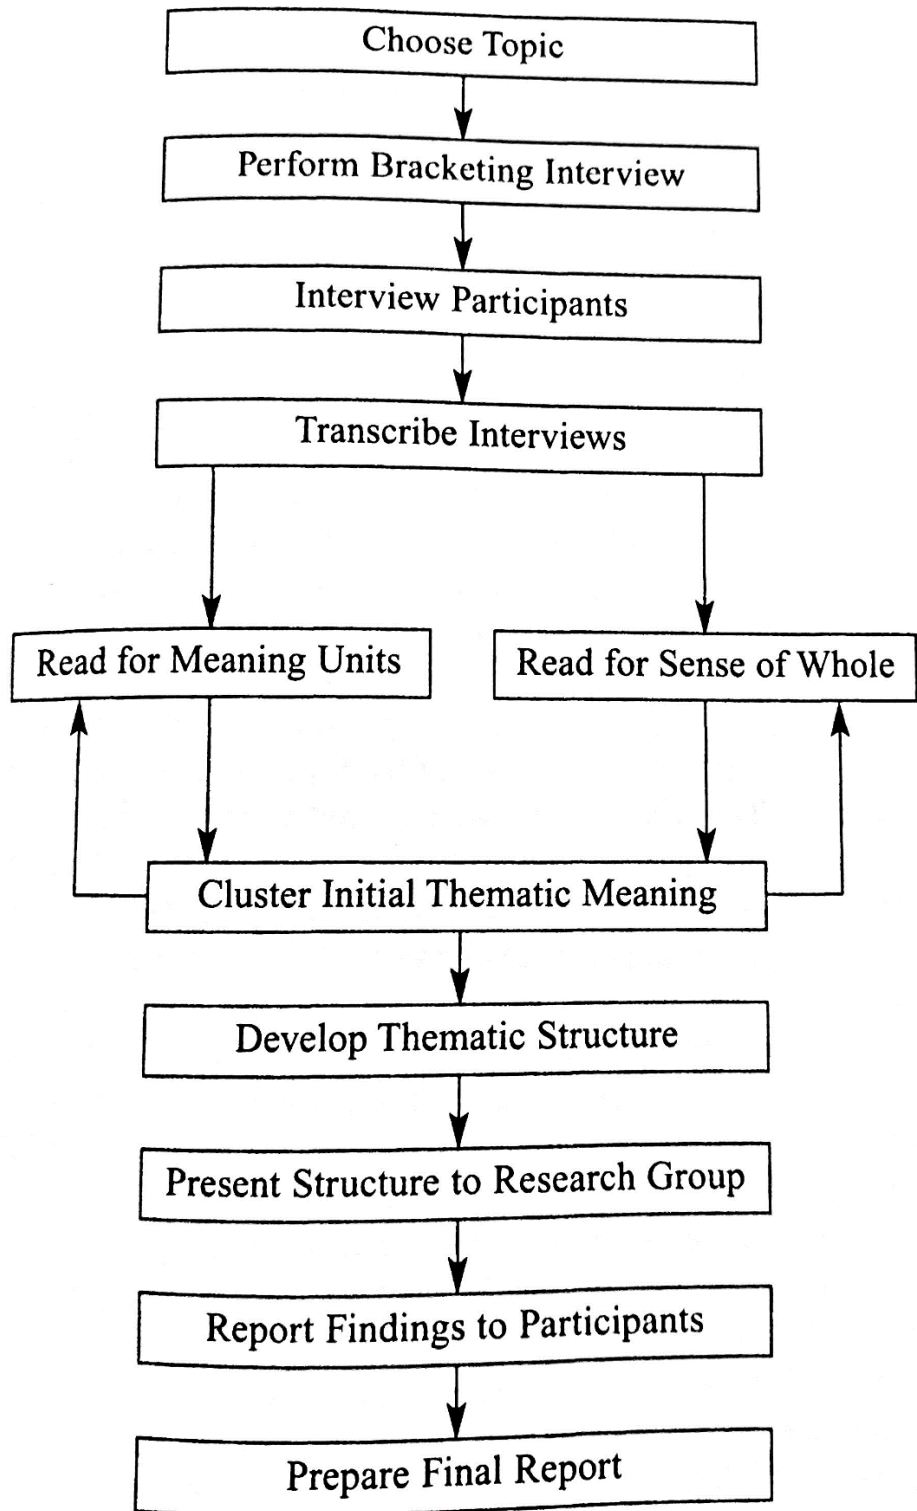 Choose Topic
Perform Bracketing Interview
Interview Participants
Transcribe Interviews
Read for Meaning Units
Read for Sense of Whole
Cluster Initial Thematic Meaning
Develop Thematic Structure
Present Structure to Research Group
Report Findings to Participants
Prepare Final Report